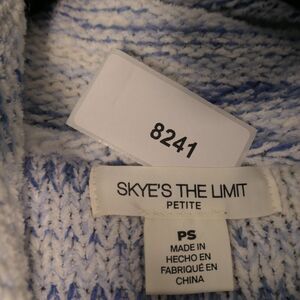 8241
SKYE'S THE LIMIT
PETITE
PS
MADE IN
HECHO EN
FABRIQUÉ EN
CHINA